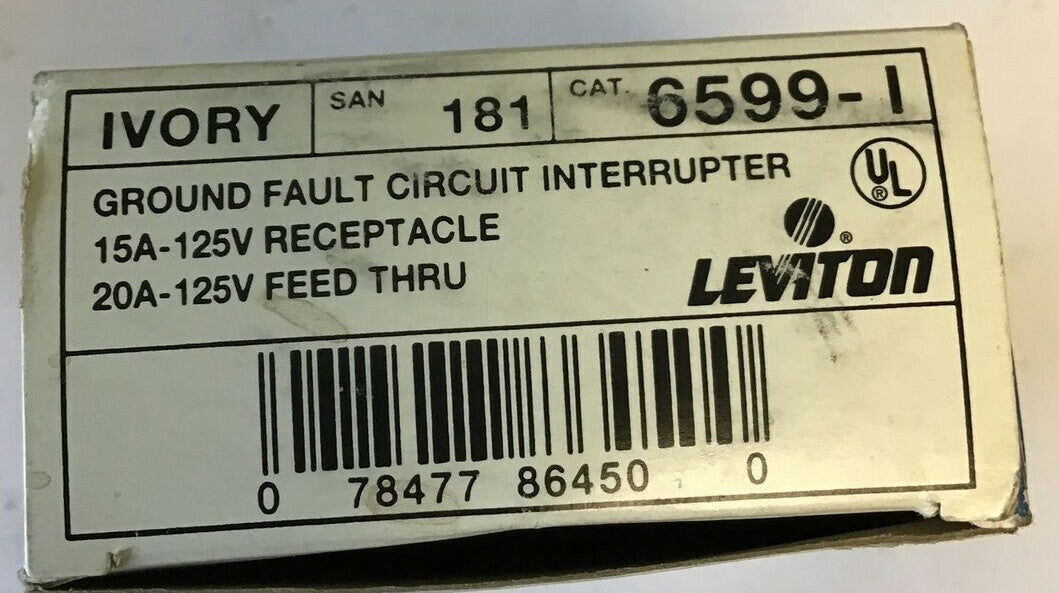 IVORY SAN 181 CAT. 6599-I
GROUND FAULT CIRCUIT INTERRUPTER
15A-125V RECEPTACLE
20A-125V FEED THRU
UL ®
® LEVITON
0 78477 86450 0